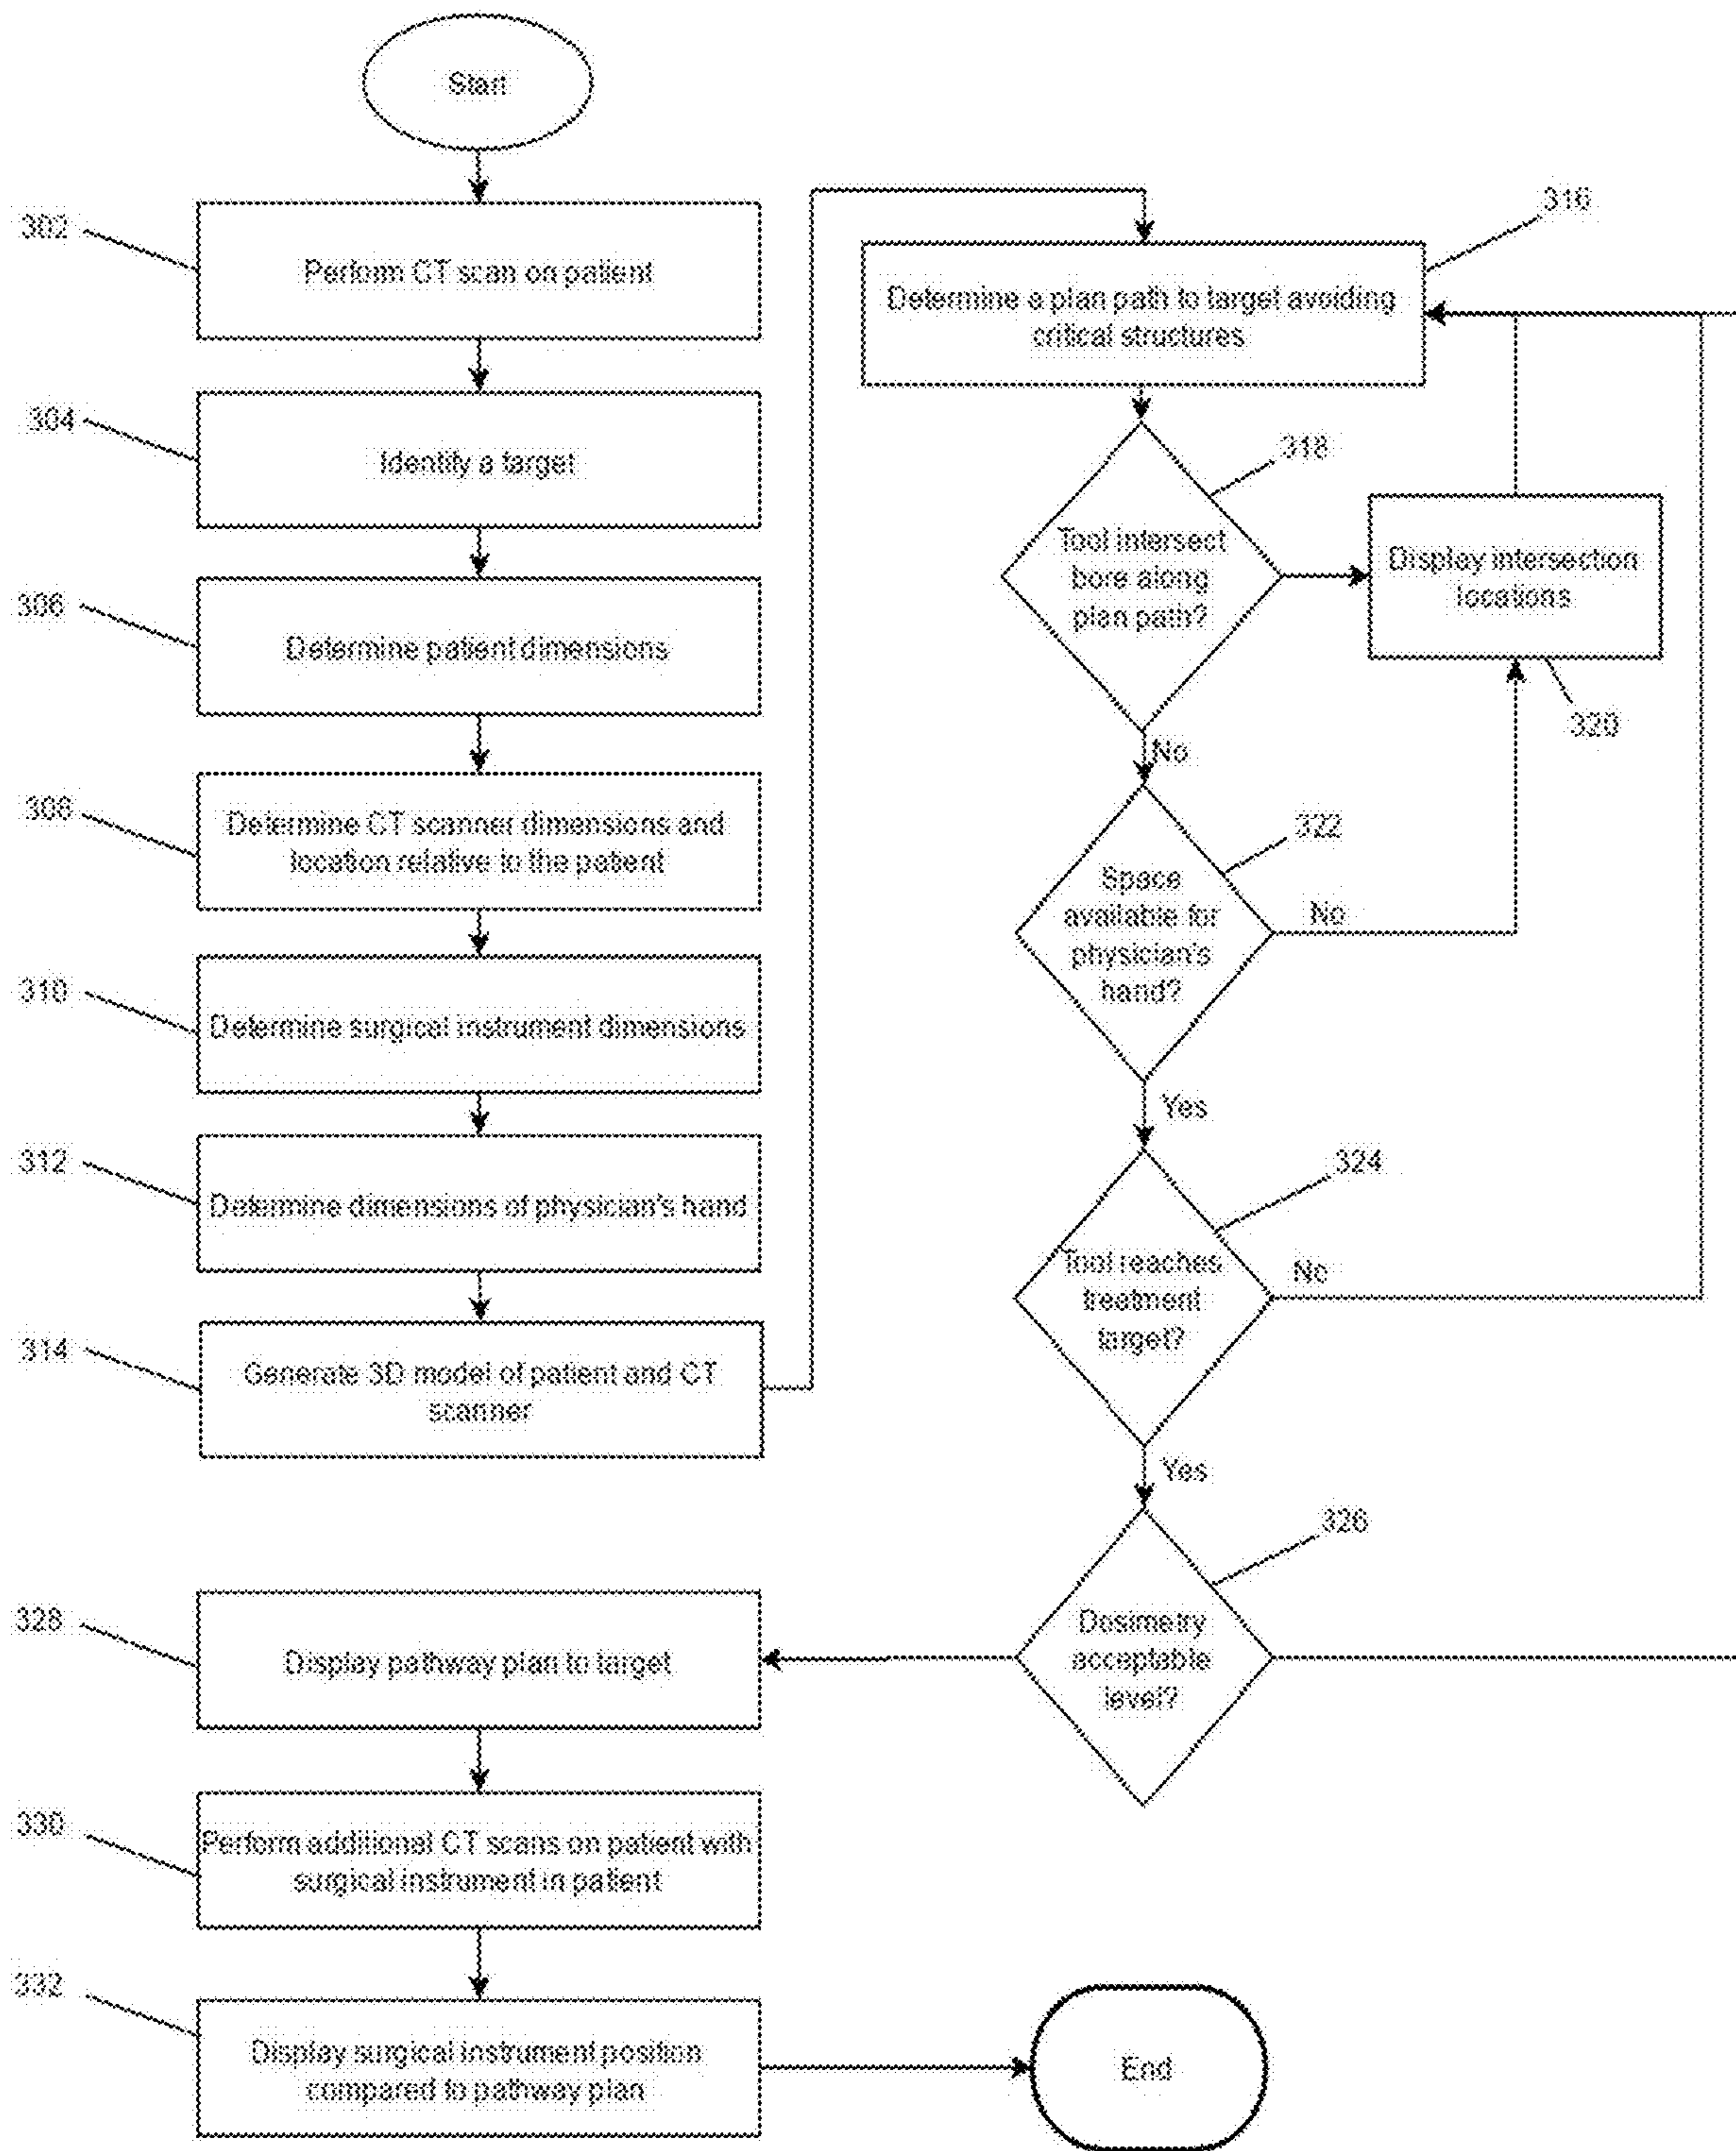 Start
302
Perform CT scan on patient
304
Identify a target
306
Determine patient dimensions
308
Determine CT scanner dimensions and
location relative to the patient
310
Determine surgical instrument dimensions
312
Determine dimensions of physician's hand
314
Generate 3D model of patient and CT
scanner
316
Determine a plan path to target avoiding
critical structures
318
Tool intersect
bore along
plan path?
Display intersection
locations
320
No
322
Space
available for
physician's
hand?
No
Yes
324
Tool reaches
treatment
target?
No
Yes
326
Dosimetry
acceptable
level?
328
Display pathway plan to target
330
Perform additional CT scans on patient with
surgical instrument in patient
332
Display surgical instrument position
compared to pathway plan
End